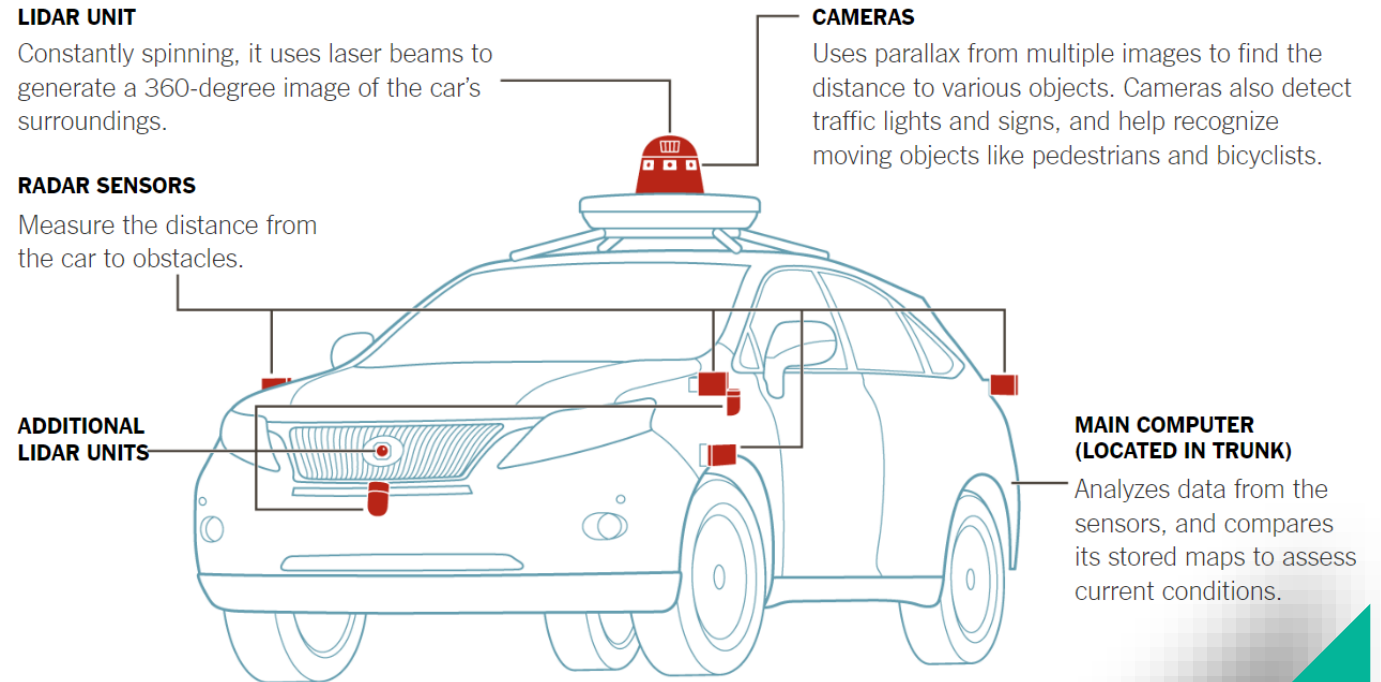 LIDAR UNIT
Constantly spinning, it uses laser beams to
generate a 360-degree image of the car’s
surroundings.
CAMERAS
Uses parallax from multiple images to find the
distance to various objects. Cameras also detect
traffic lights and signs, and help recognize
moving objects like pedestrians and bicyclists.
RADAR SENSORS
Measure the distance from
the car to obstacles.
ADDITIONAL
LIDAR UNITS
MAIN COMPUTER
(LOCATED IN TRUNK)
Analyzes data from the
sensors, and compares
its stored maps to assess
current conditions.